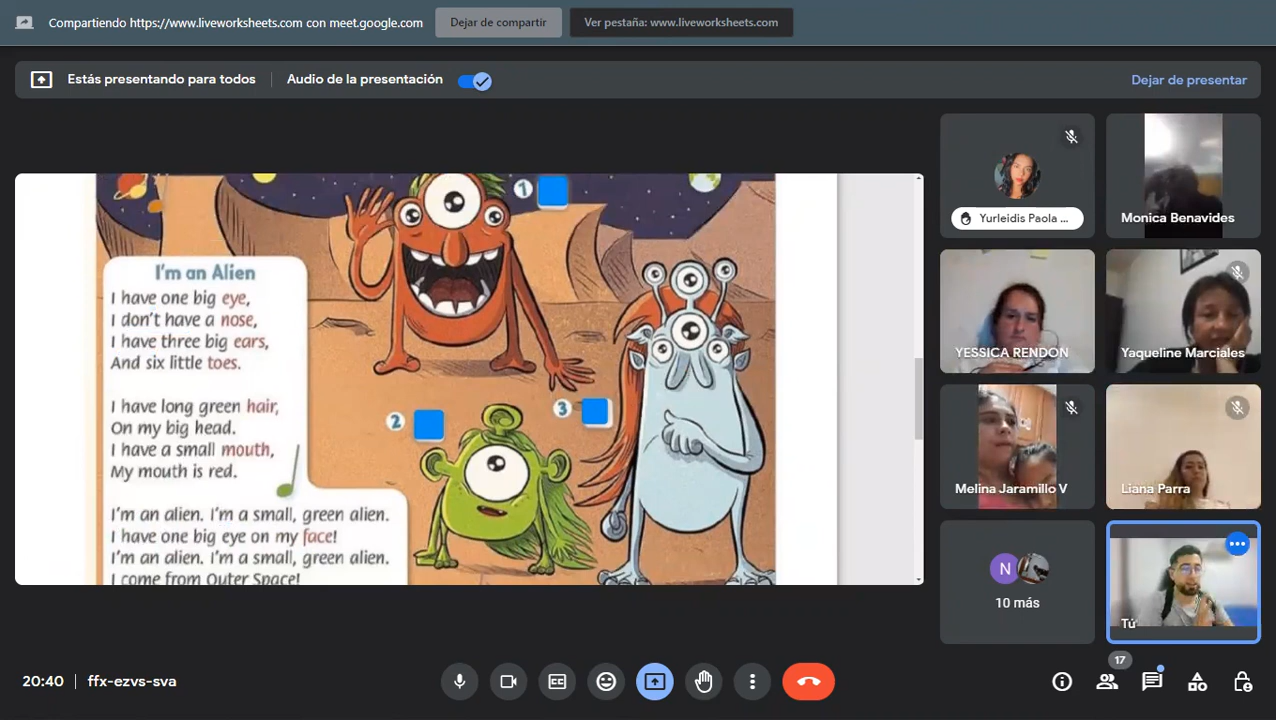 Compartiendo https://www.liveworksheets.com con meet.google.com
Dejar de compartir
Ver pestaña: www.liveworksheets.com
Estás presentando para todos
Audio de la presentación
Dejar de presentar
1
I'm an Alien
I have one big eye,
I don't have a nose,
I have three big ears,
And six little toes.
I have long green hair,
On my big head.
I have a small mouth,
My mouth is red.
I'm an alien. I'm a small, green alien.
I have one big eye on my face!
I'm an alien. I'm a small, green alien.
I come from Outer Space!
2
3
Yurleidis Paola ...
Monica Benavides
YESSICA RENDON
Yaqueline Marciales
Melina Jaramillo V
Liana Parra
N
10 más
Tú
20:40
ffx-ezvs-sva
17